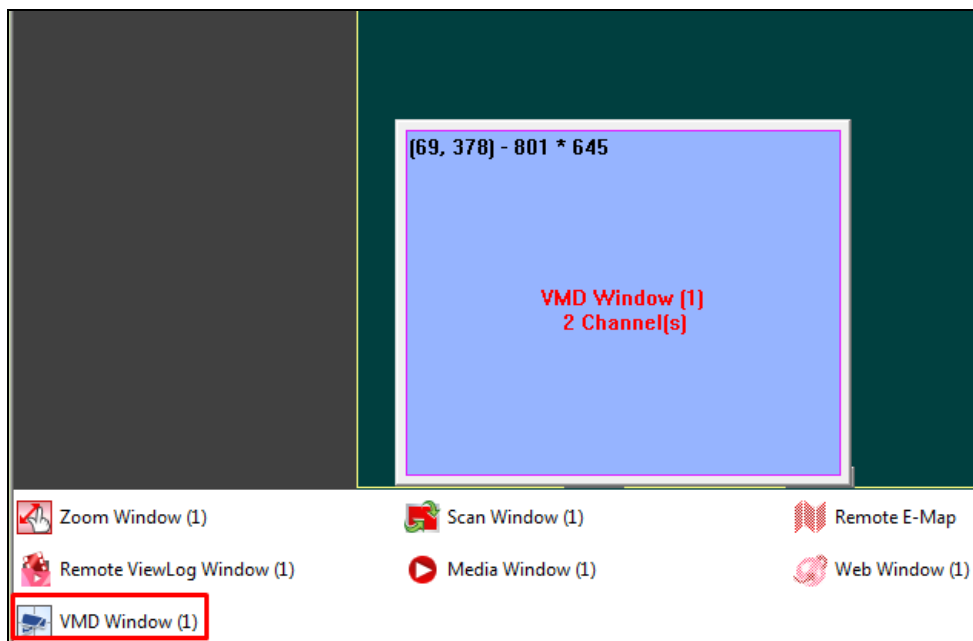 (69, 378) - 801 * 645
VMD Window (1)
2 Channel(s)
Zoom Window (1)
Scan Window (1)
Remote E-Map
Remote ViewLog Window (1)
Media Window (1)
Web Window (1)
VMD Window (1)